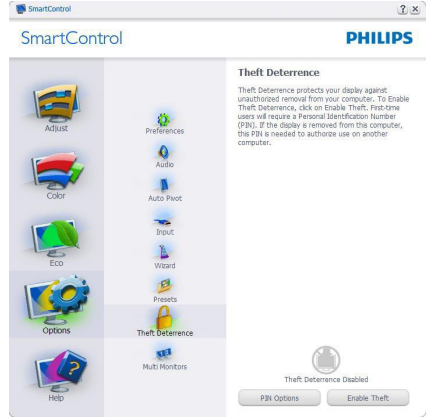 SmartControl
SmartControl
PHILIPS
Adjust
Color
Eco
Options
Help
Preferences
Audio
Auto Pivot
Input
Wizard
Presets
Theft Deterrence
Multi Monitors
Theft Deterrence
Theft Deterrence protects your display against
unauthorized removal from your computer. To Enable
Theft Deterrence, click on Enable Theft. First-time
users will require a Personal Identification Number
(PIN). If the display is removed from this computer,
this PIN is needed to authorize use on another
computer.
Theft Deterrence Disabled
PIN Options
Enable Theft